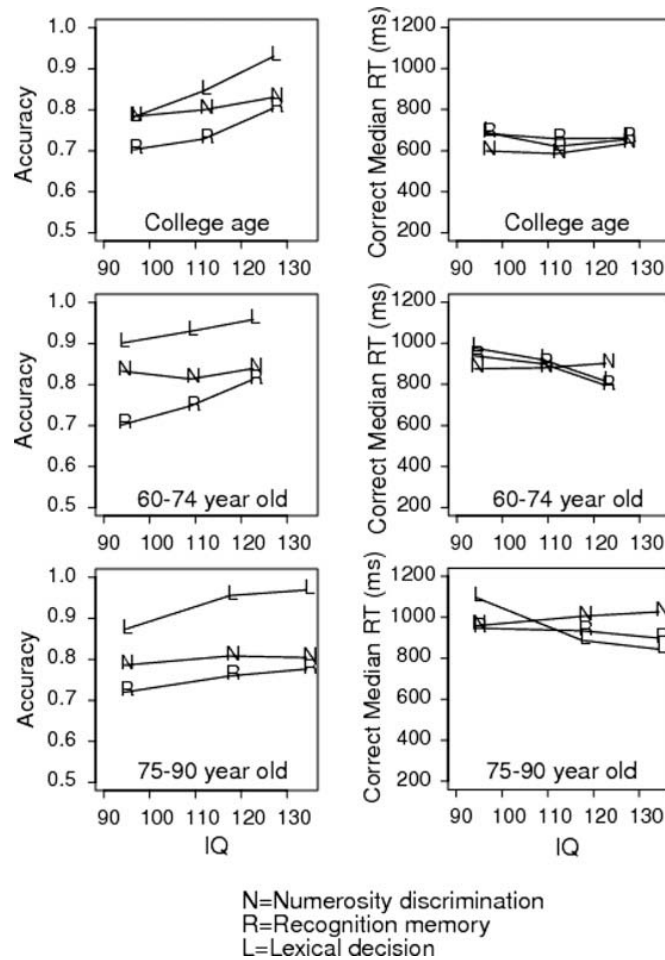 1.0
0.9
0.8
0.7
0.6
0.5
Accuracy
L L L
N N N
R R R
College age
90 100 110 120 130
1200
1000
800
600
400
200
Correct Median RT (ms)
R
N N N
R R
College age
90 100 110 120 130
1.0
0.9
0.8
0.7
0.6
0.5
Accuracy
L L L
N N N
R R R
60-74 year old
90 100 110 120 130
1200
1000
800
600
400
200
Correct Median RT (ms)
L L
N N
60-74 year old
90 100 110 120 130
1.0
0.9
0.8
0.7
0.6
0.5
Accuracy
L L L
N N N
R R R
75-90 year old
90 100 110 120 130
IQ
1200
1000
800
600
400
200
Correct Median RT (ms)
L
N N N
R
L
75-90 year old
90 100 110 120 130
IQ
N=Numerosity discrimination
R=Recognition memory
L=Lexical decision